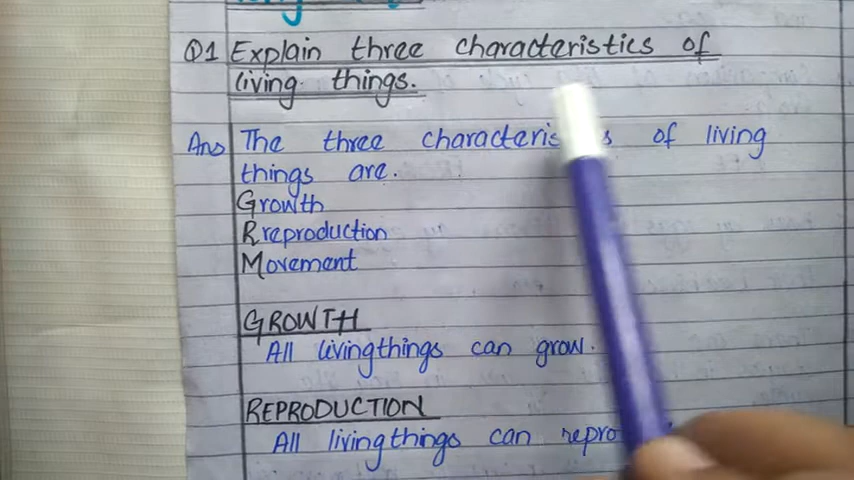 Q1 Explain three characteristics of
living things.
Ans The three of living
things are.
Growth
Rreproduction
Movement
GROWTH
All livingthings can grow.
REPRODUCTION
All livingthings can